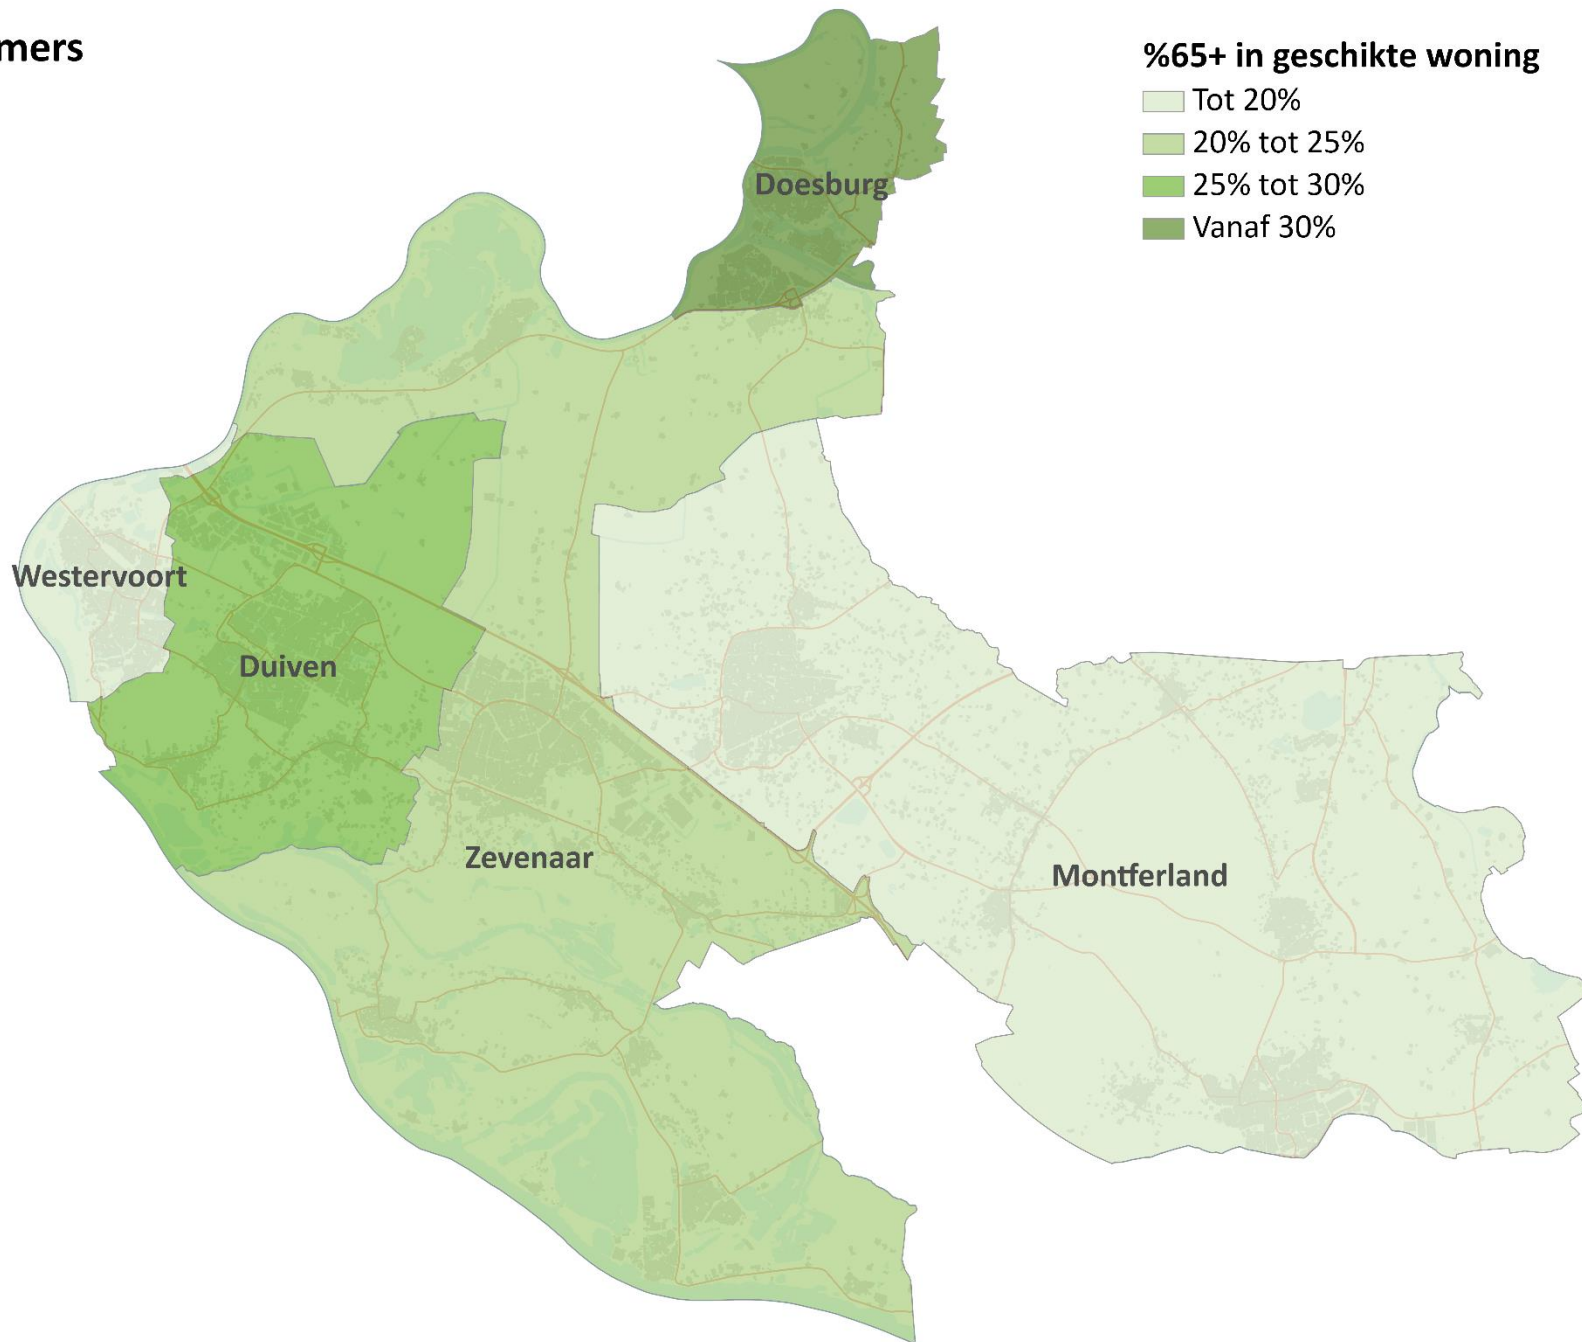 mers
%65+ in geschikte woning
Tot 20%
20% tot 25%
25% tot 30%
Vanaf 30%
Doesburg
Westervoort
Duiven
Zevenaar
Montferland